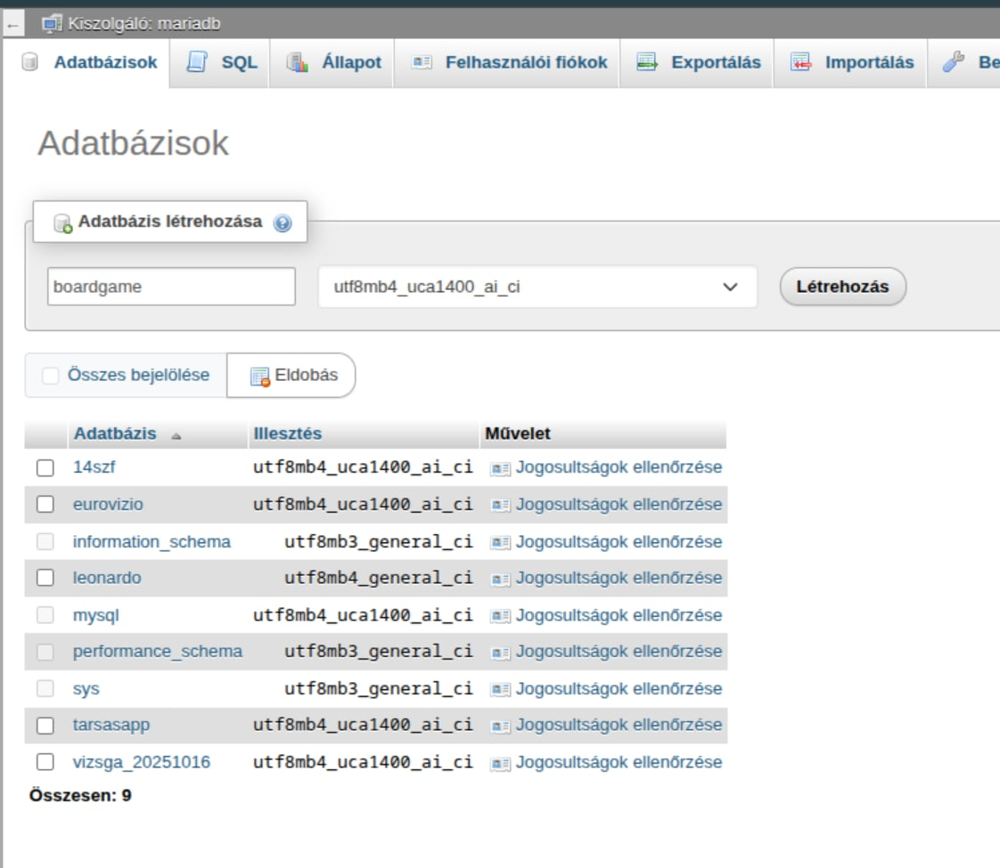 ← Kiszolgáló: mariadb
Adatbázisok SQL Állapot Felhasználói fiókok Exportálás Importálás Be
Adatbázisok
Adatbázis létrehozása
boardgame utf8mb4_uca1400_ai_ci Létrehozás
Összes bejelölése Eldobás
Adatbázis Illesztés Művelet
14szf utf8mb4_uca1400_ai_ci Jogosultságok ellenőrzése
eurovizio utf8mb4_uca1400_ai_ci Jogosultságok ellenőrzése
information_schema utf8mb3_general_ci Jogosultságok ellenőrzése
leonardo utf8mb4_general_ci Jogosultságok ellenőrzése
mysql utf8mb4_uca1400_ai_ci Jogosultságok ellenőrzése
performance_schema utf8mb3_general_ci Jogosultságok ellenőrzése
sys utf8mb3_general_ci Jogosultságok ellenőrzése
tarsasapp utf8mb4_uca1400_ai_ci Jogosultságok ellenőrzése
vizsga_20251016 utf8mb4_uca1400_ai_ci Jogosultságok ellenőrzése
Összesen: 9